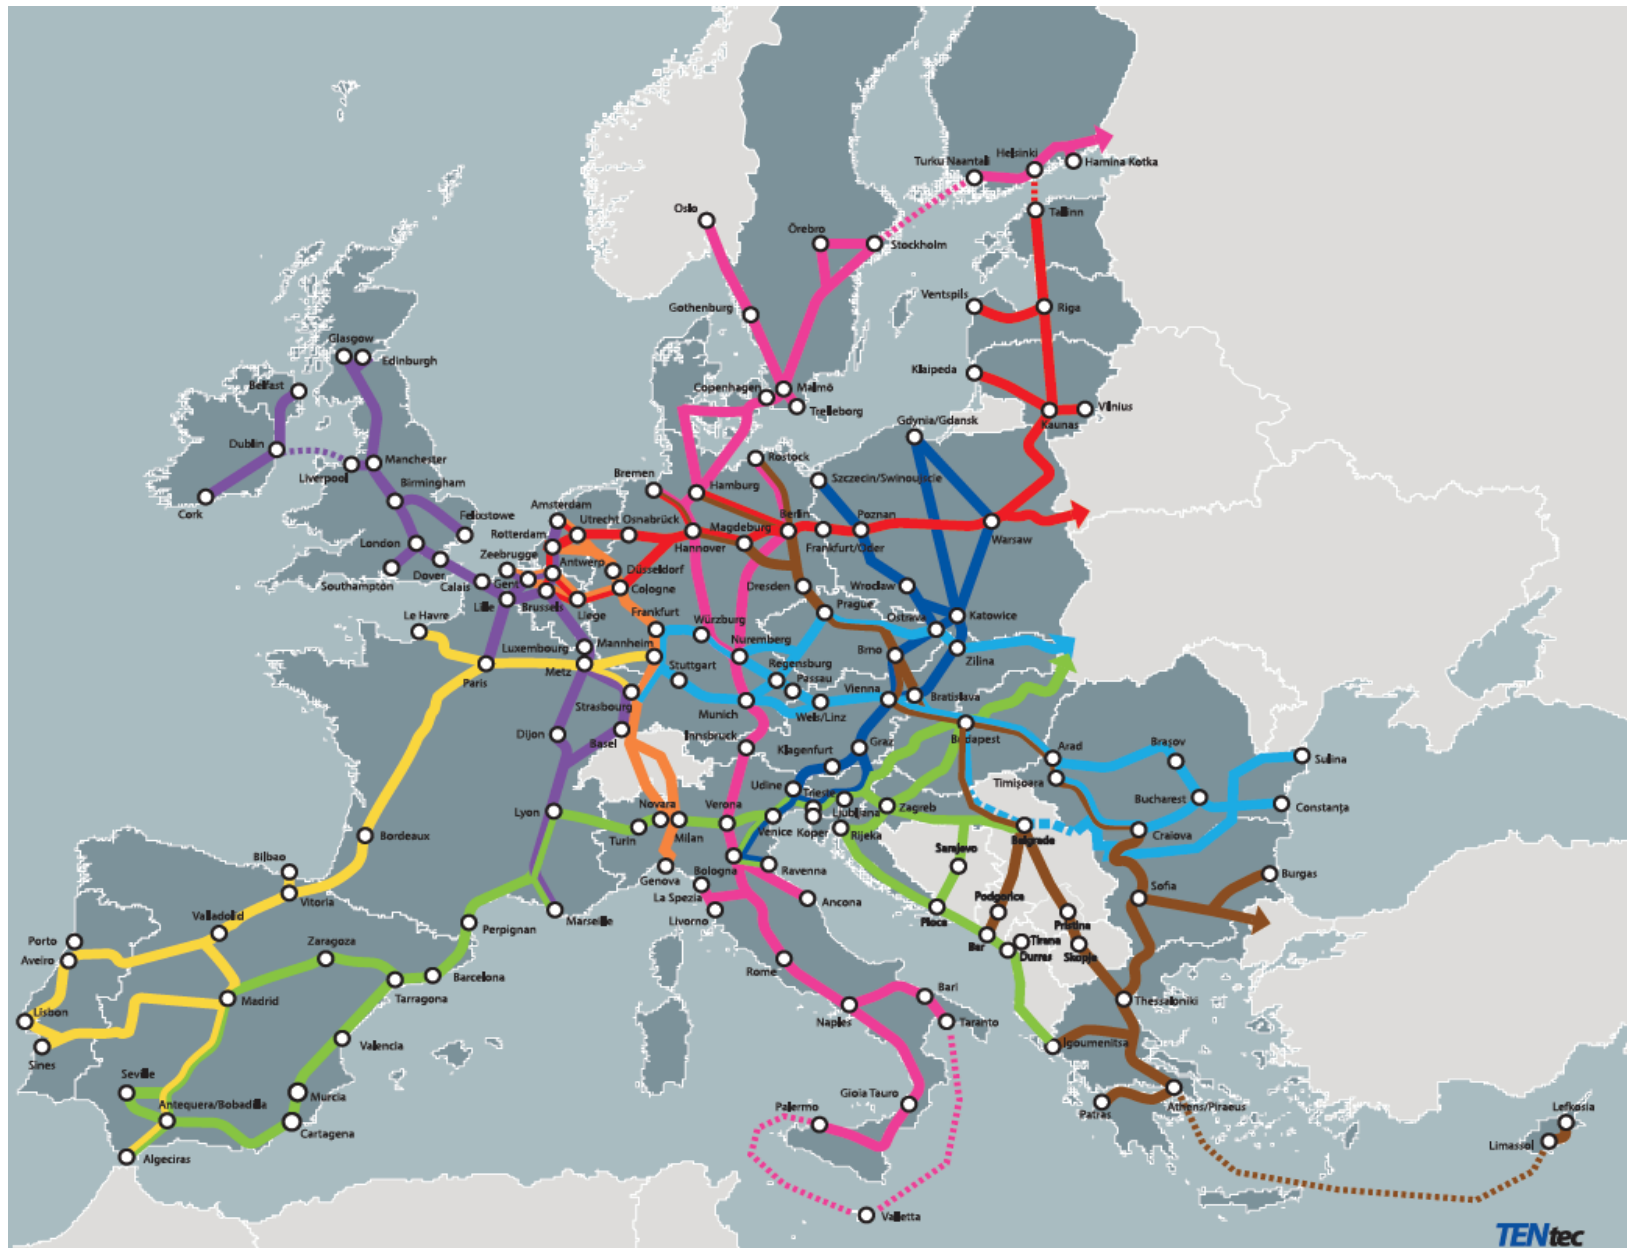 Helsinki
Turku Naantali
Hamina Kotka
Oslo
Tallinn
Örebro
Stockholm
Ventspils
Riga
Gothenburg
Glasgow
Edinburgh
Klaipeda
Belfast
Copenhagen
Malmö
Vilnius
Trelleborg
Gdynia/Gdansk
Kaunas
Dublin
Manchester
Rostock
Liverpool
Bremen
Birmingham
Hamburg
Szczecin/Swinoujscie
Cork
Amsterdam
Felixstowe
Utrecht
Osnabrück
Magdeburg
Berlin
Poznan
Rotterdam
London
Hannover
Frankfurt/Oder
Warsaw
Zeebrugge
Antwerp
Düsseldorf
Dover
Gent
Southampton
Calais
Cologne
Dresden
Wroclaw
Lille
Brussels
Liege
Prague
Le Havre
Frankfurt
Würzburg
Ostrava
Katowice
Luxembourg
Mannheim
Nuremberg
Brno
Zilina
Metz
Stuttgart
Regensburg
Paris
Passau
Vienna
Bratislava
Strasbourg
Munich
Wels/Linz
Dijon
Basel
Innsbruck
Klagenfurt
Graz
Budapest
Arad
Braşov
Sulina
Timişoara
Udine
Trieste
Bucharest
Constanţa
Lyon
Novara
Verona
Ljubljana
Zagreb
Turin
Milan
Venice
Koper
Rijeka
Belgrade
Craiova
Bordeaux
Sarajevo
Bilbao
Bologna
Ravenna
Genova
Burgas
Sofia
Vitoria
La Spezia
Ancona
Podgorica
Valladolid
Livorno
Ploce
Marseille
Perpignan
Pristina
Porto
Zaragoza
Bar
Tirana
Aveiro
Durres
Skopje
Rome
Barcelona
Madrid
Tarragona
Bari
Thessaloniki
Lisbon
Naples
Taranto
Valencia
Igoumenitsa
Sines
Seville
Murcia
Gioia Tauro
Antequera/Bobadilla
Palermo
Patras
Athens/Piraeus
Lefkosia
Cartagena
Limassol
Algeciras
Valletta
TENtec